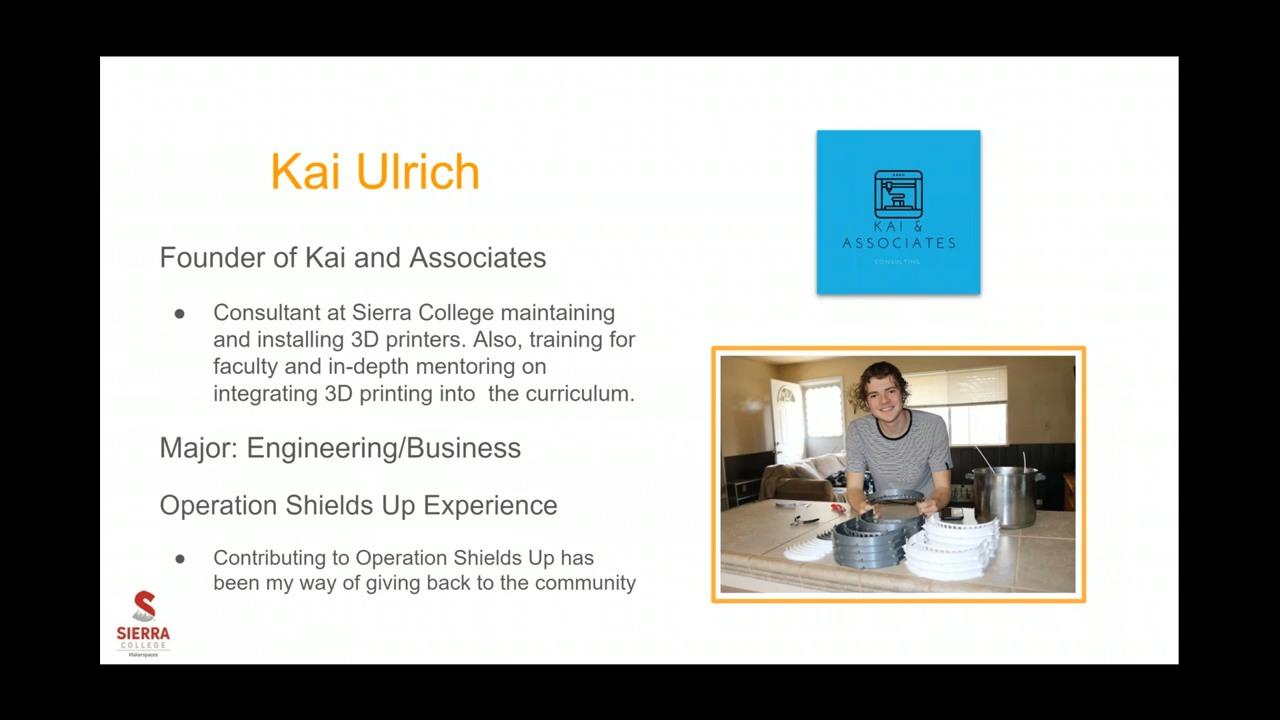 Kai Ulrich
Founder of Kai and Associates
● Consultant at Sierra College maintaining
and installing 3D printers. Also, training for
faculty and in-depth mentoring on
integrating 3D printing into  the curriculum.
Major: Engineering/Business
Operation Shields Up Experience
● Contributing to Operation Shields Up has
been my way of giving back to the community
KAI &
ASSOCIATES
CONSULTING
SIERRA
COLLEGE
Makerspaces